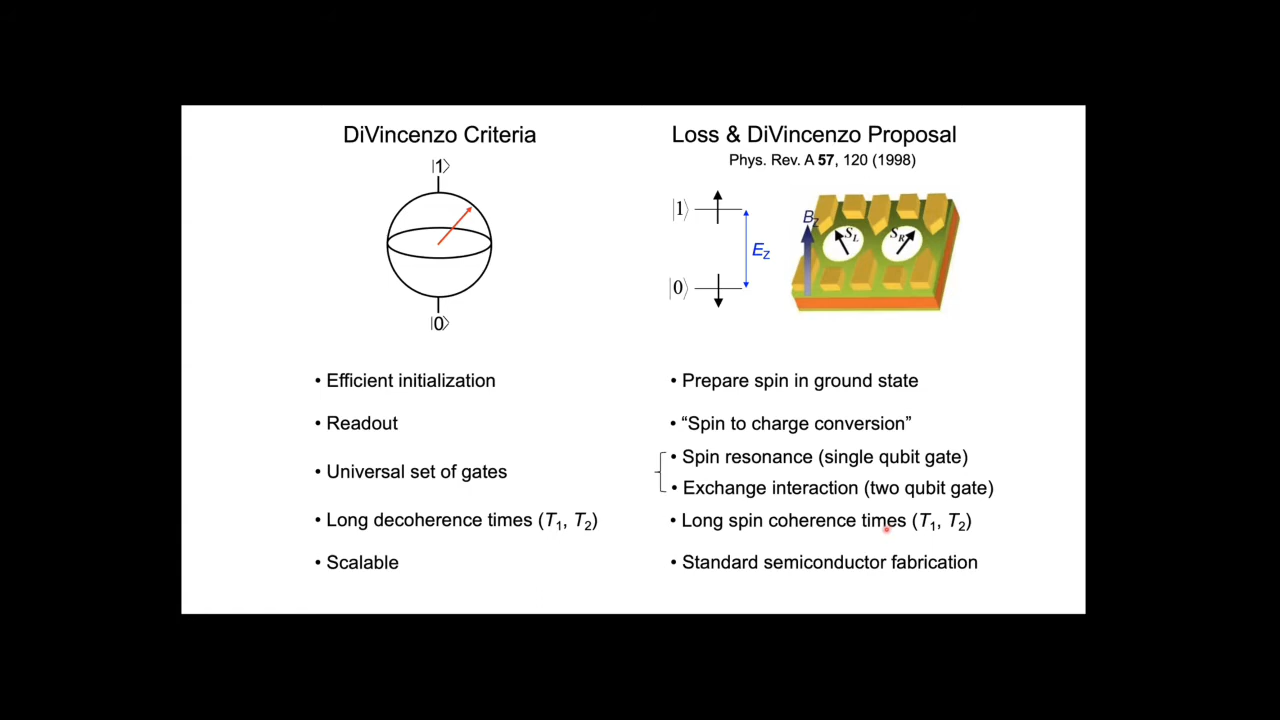 DiVincenzo Criteria
|1⟩
|0⟩
• Efficient initialization
• Readout
• Universal set of gates
• Long decoherence times (T₁, T₂)
• Scalable
Loss & DiVincenzo Proposal
Phys. Rev. A 57, 120 (1998)
|1⟩
E_Z
|0⟩
B_Z
S_L
S_R
• Prepare spin in ground state
• “Spin to charge conversion”
• Spin resonance (single qubit gate)
• Exchange interaction (two qubit gate)
• Long spin coherence times (T₁, T₂)
• Standard semiconductor fabrication